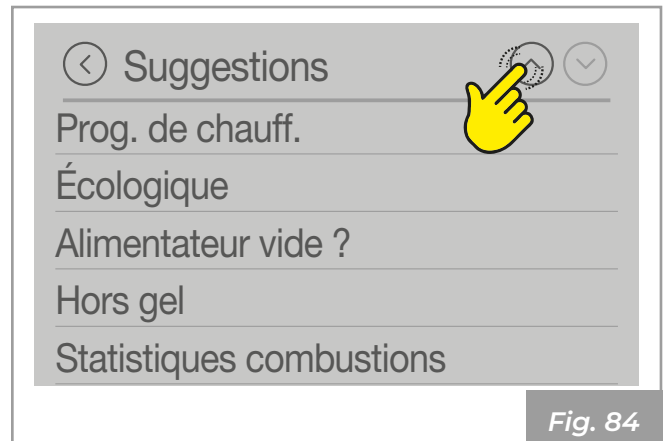 Suggestions
Prog. de chauff.
Écologique
Alimentateur vide ?
Hors gel
Statistiques combustions
Fig. 84